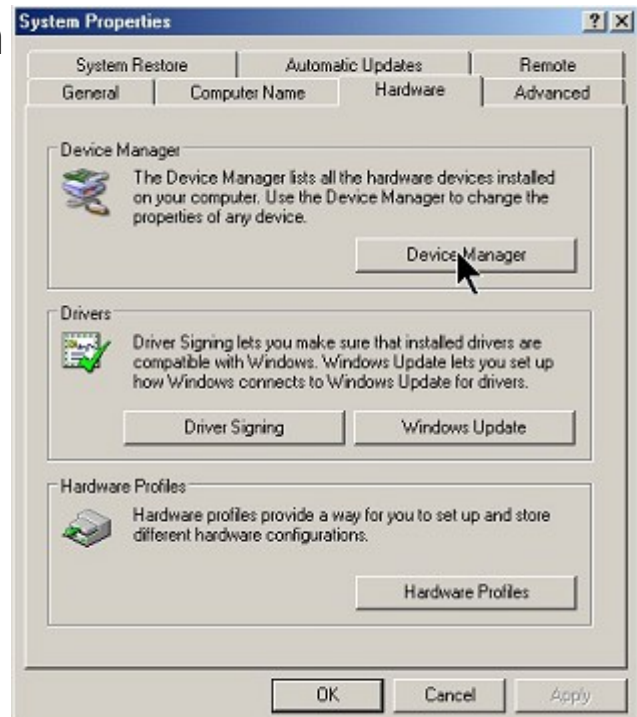 System Properties
System Restore
Automatic Updates
Remote
General
Computer Name
Hardware
Advanced
Device Manager
The Device Manager lists all the hardware devices installed
on your computer. Use the Device Manager to change the
properties of any device.
Device Manager
Drivers
Driver Signing lets you make sure that installed drivers are
compatible with Windows. Windows Update lets you set up
how Windows connects to Windows Update for drivers.
Driver Signing
Windows Update
Hardware Profiles
Hardware profiles provide a way for you to set up and store
different hardware configurations.
Hardware Profiles
OK
Cancel
Apply